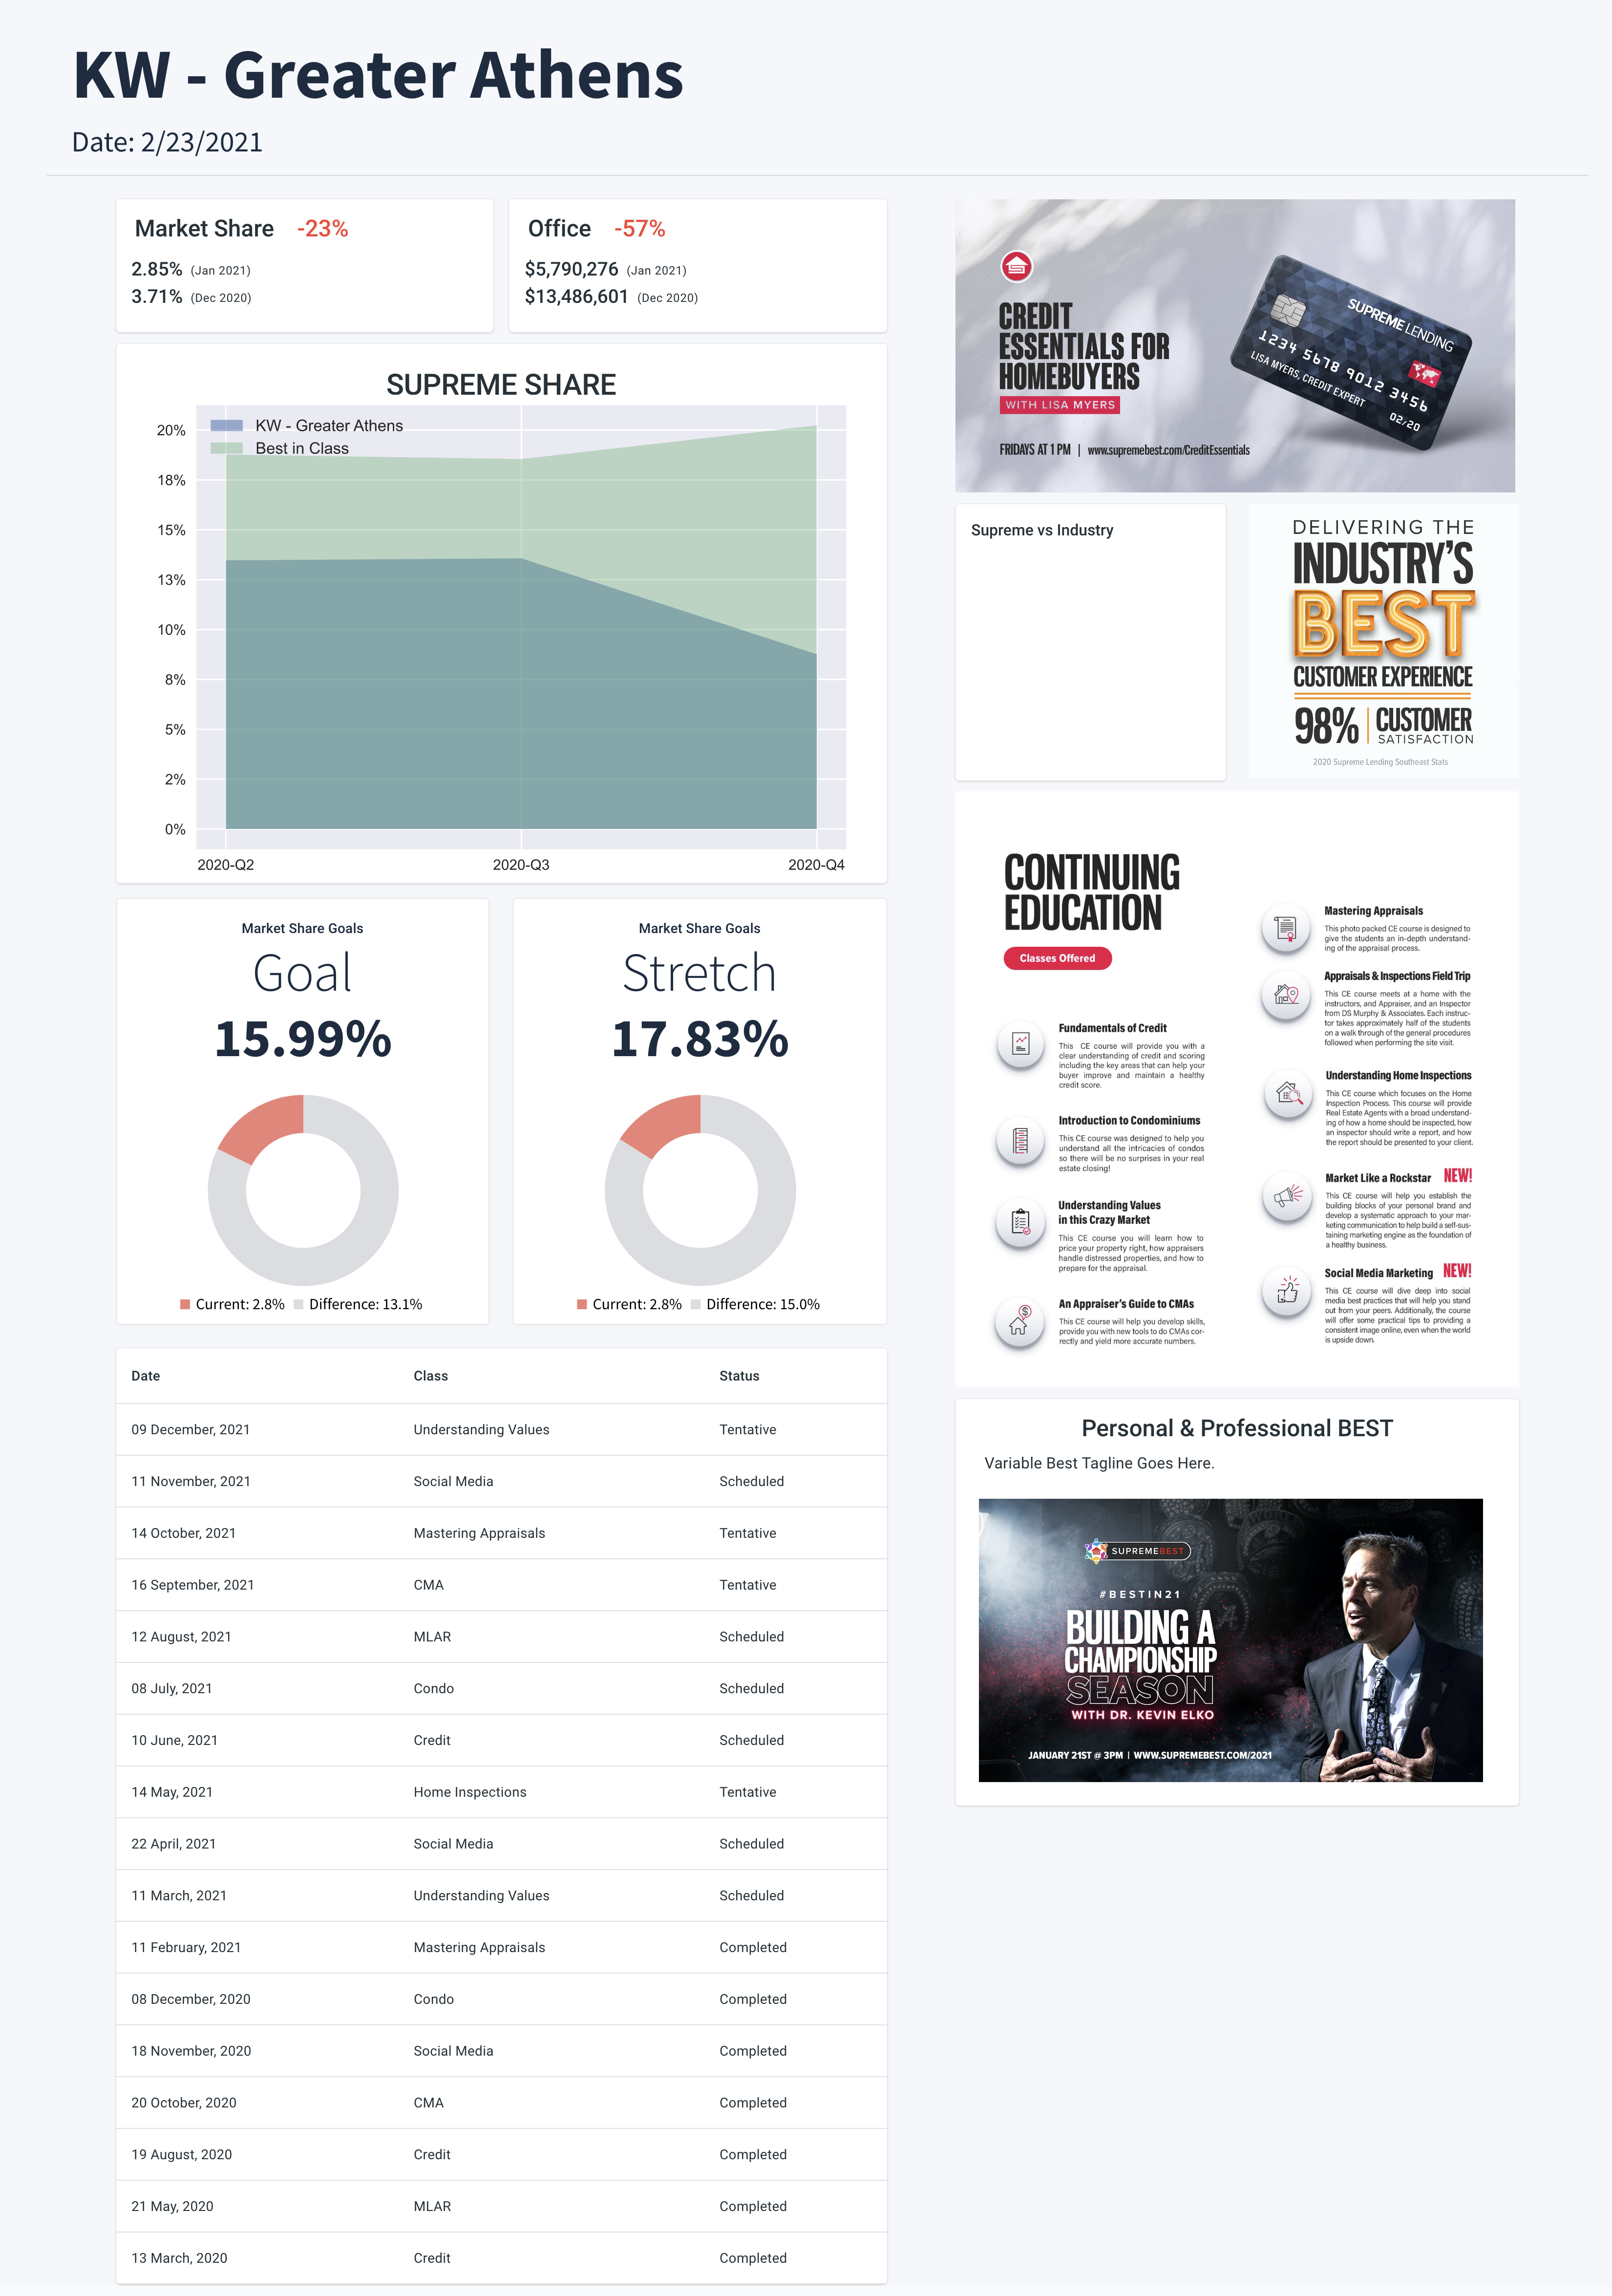 KW - Greater Athens
Date: 2/23/2021
Market Share -23%
2.85% (Jan 2021)
3.71% (Dec 2020)
Office -57%
$5,790,276 (Jan 2021)
$13,486,601 (Dec 2020)
SUPREME SHARE
KW - Greater Athens
Best in Class
20%
18%
15%
13%
10%
8%
5%
2%
0%
2020-Q2 2020-Q3 2020-Q4
Market Share Goals
Goal
15.99%
Current: 2.8% Difference: 13.1%
Market Share Goals
Stretch
17.83%
Current: 2.8% Difference: 15.0%
Date Class Status
09 December, 2021 Understanding Values Tentative
11 November, 2021 Social Media Scheduled
14 October, 2021 Mastering Appraisals Tentative
16 September, 2021 CMA Tentative
12 August, 2021 MLAR Scheduled
08 July, 2021 Condo Scheduled
10 June, 2021 Credit Scheduled
14 May, 2021 Home Inspections Tentative
22 April, 2021 Social Media Scheduled
11 March, 2021 Understanding Values Scheduled
11 February, 2021 Mastering Appraisals Completed
08 December, 2020 Condo Completed
18 November, 2020 Social Media Completed
20 October, 2020 CMA Completed
19 August, 2020 Credit Completed
21 May, 2020 MLAR Completed
13 March, 2020 Credit Completed
CREDIT
ESSENTIALS FOR
HOMEBUYERS
WITH LISA MYERS
FRIDAYS AT 1 PM | www.supremebest.com/CreditEssentials
SUPREME LENDING
1234 5678 9012 3456
LISA MYERS, CREDIT EXPERT
02/20
Supreme vs Industry
DELIVERING THE
INDUSTRY'S
BEST
CUSTOMER EXPERIENCE
98% | CUSTOMER
SATISFACTION
2020 Supreme Lending Southeast Stats
CONTINUING
EDUCATION
Classes Offered
Fundamentals of Credit
This CE course will provide you with a
clear understanding of credit and scoring
including the key areas that can help your
buyer improve and maintain a healthy
credit score.
Introduction to Condominiums
This CE course was designed to help you
understand all the intricacies of condos
so there will be no surprises in your real
estate closing!
Understanding Values
in this Crazy Market
This CE course you will learn how to
price your property right, how appraisers
handle distressed properties, and how to
prepare for the appraisal.
An Appraiser's Guide to CMAs
This CE course will help you develop skills,
provide you with new tools to do CMAs cor-
rectly and yield more accurate numbers.
Mastering Appraisals
This photo packed CE course is designed to
give the students an in-depth understand-
ing of the appraisal process.
Appraisals & Inspections Field Trip
This CE course meets at a home with the
instructors, and Appraiser, and an Inspector
from DS Murphy & Associates. Each instruc-
tor takes approximately half of the students
on a walk through of the general procedures
followed when performing the site visit.
Understanding Home Inspections
This CE course which focuses on the Home
Inspection Process. This course will provide
Real Estate Agents with a broad understand-
ing of how a home should be inspected, how
an inspector should write a report, and how
the report should be presented to your client.
Market Like a Rockstar NEW!
This CE course will help you establish the
building blocks of your personal brand and
develop a systematic approach to your mar-
keting communication to help build a self-sus-
taining marketing engine as the foundation of
a healthy business.
Social Media Marketing NEW!
This CE course will dive deep into social
media best practices that will help you stand
out from your peers. Additionally, the course
will offer some practical tips to providing a
consistent image online, even when the world
is upside down.
Personal & Professional BEST
Variable Best Tagline Goes Here.
SUPREMEBEST
#BESTIN21
BUILDING A
CHAMPIONSHIP
SEASON
WITH DR. KEVIN ELKO
JANUARY 21ST @ 3PM | WWW.SUPREMEBEST.COM/2021